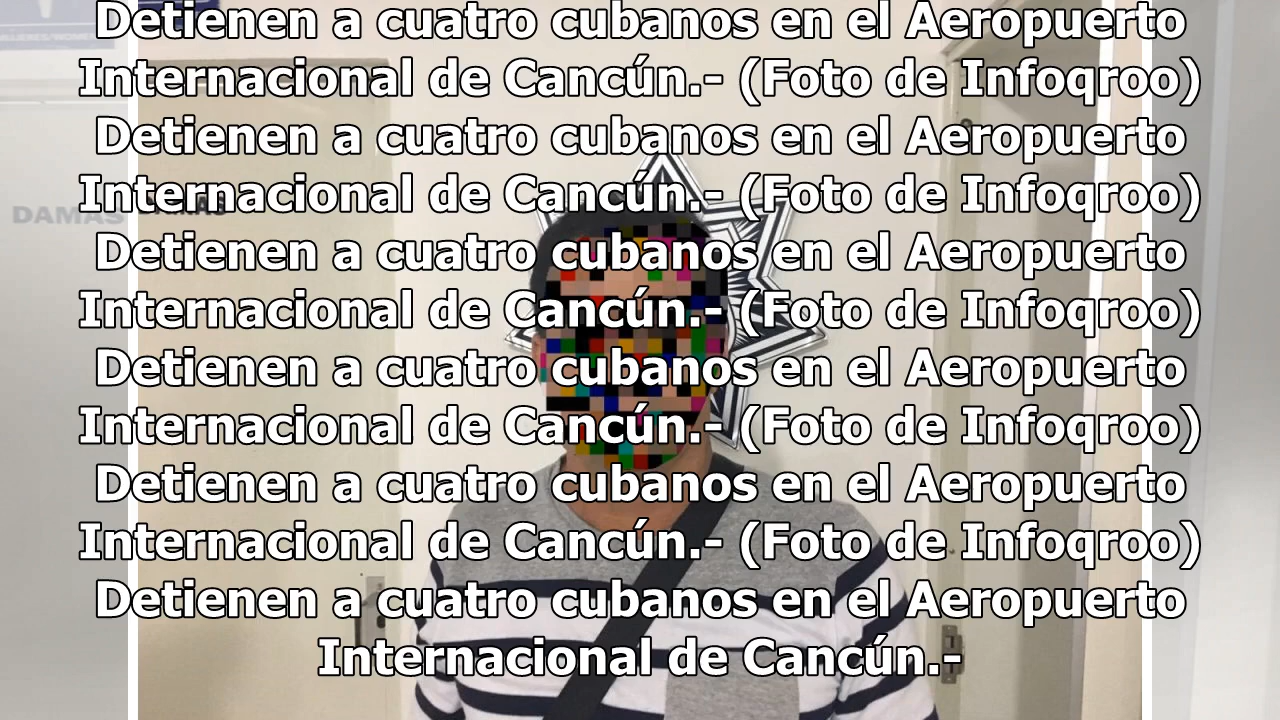 MUJERES/WOMEN
Detienen a cuatro cubanos en el Aeropuerto
Internacional de Cancún.- (Foto de Infoqroo)
Detienen a cuatro cubanos en el Aeropuerto
Internacional de Cancún.- (Foto de Infoqroo)
DAMAS DAMAS
Detienen a cuatro cubanos en el Aeropuerto
Internacional de Cancún.- (Foto de Infoqroo)
Detienen a cuatro cubanos en el Aeropuerto
Internacional de Cancún.- (Foto de Infoqroo)
Detienen a cuatro cubanos en el Aeropuerto
Internacional de Cancún.- (Foto de Infoqroo)
Detienen a cuatro cubanos en el Aeropuerto
Internacional de Cancún.-